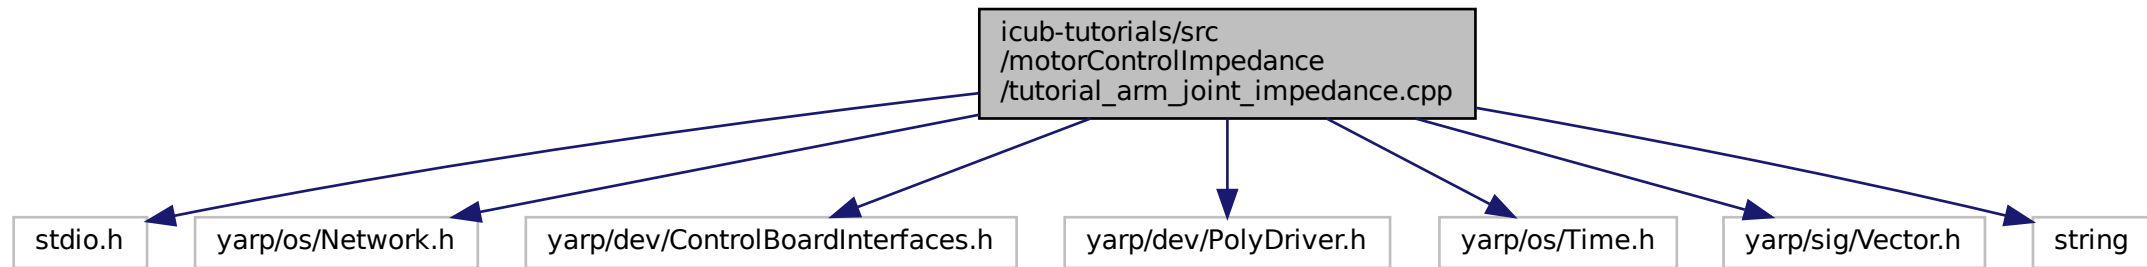 icub-tutorials/src
/motorControlImpedance
/tutorial_arm_joint_impedance.cpp
stdio.h
yarp/os/Network.h
yarp/dev/ControlBoardInterfaces.h
yarp/dev/PolyDriver.h
yarp/os/Time.h
yarp/sig/Vector.h
string